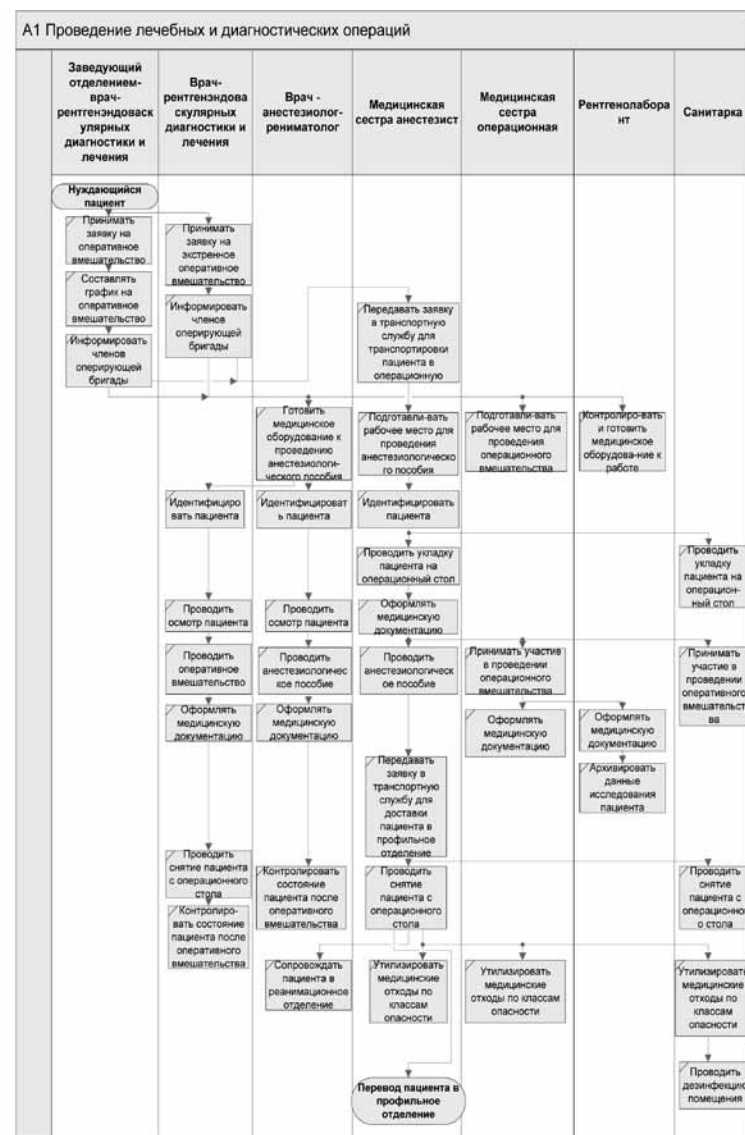 А1 Проведение лечебных и диагностических операций
Заведующий
отделением-
врач-
рентгенэндоваск
улярных
диагностики и
лечения
Врач-
рентгенэндова
скулярных
диагностики и
лечения
Врач -
анестезиолог-
рениматолог
Медицинская
сестра анестезист
Медицинская
сестра
операционная
Рентгенолабора
нт
Санитарка
Нуждающийся
пациент
Принимать
заявку на
оперативное
вмешательство
Принимать
заявку на
экстренное
оперативное
вмешательство
Составлять
график на
оперативное
вмешательство
Информировать
членов
оперирующей
бригады
Информировать
членов
оперирующей
бригады
Передавать заявку
в транспортную
службу для
транспортировки
пациента в
операционную
Готовить
медицинское
оборудование к
проведению
анестезиологи-
ческого пособия
Подготавли-вать
рабочее место для
проведения
анестезиологическо
го пособия
Подготавли-вать
рабочее место для
проведения
операционного
вмешательства
Контролиро-вать
и готовить
медицинское
оборудова-ние к
работе
Идентифициро
вать пациента
Идентифицироват
ь пациента
Идентифицировать
пациента
Проводить укладку
пациента на
операционный стол
Проводить
укладку
пациента на
операцион-
ный стол
Проводить
осмотр пациента
Проводить
осмотр пациента
Оформлять
медицинскую
документацию
Проводить
оперативное
вмешательство
Проводить
анестезиологичес
кое пособие
Проводить
анестезиологическ
ое пособие
Принимать участие
в проведении
операционного
вмешательства
Принимать
участие в
проведении
оперативного
вмешательст
ва
Оформлять
медицинскую
документацию
Оформлять
медицинскую
документацию
Оформлять
медицинскую
документацию
Оформлять
медицинскую
документацию
Передавать
заявку в
транспортную
службу для
доставки
пациента в
профильное
отделение
Архивировать
данные
исследования
пациента
Проводить
снятие пациента
с операционного
стола
Контролировать
состояние
пациента после
оперативного
вмешательства
Проводить
снятие
пациента с
операционного
стола
Проводить
снятие
пациента с
операционно
о стола
Контролиро-
вать состояние
пациента после
оперативного
вмешательства
Сопровождать
пациента в
реанимационное
отделение
Утилизировать
медицинские
отходы по
классам
опасности
Утилизировать
медицинские
отходы по классам
опасности
Утилизировать
медицинские
отходы по
классам
опасности
Проводить
дезинфекцию
помещения
Перевод пациента в
профильное
отделение